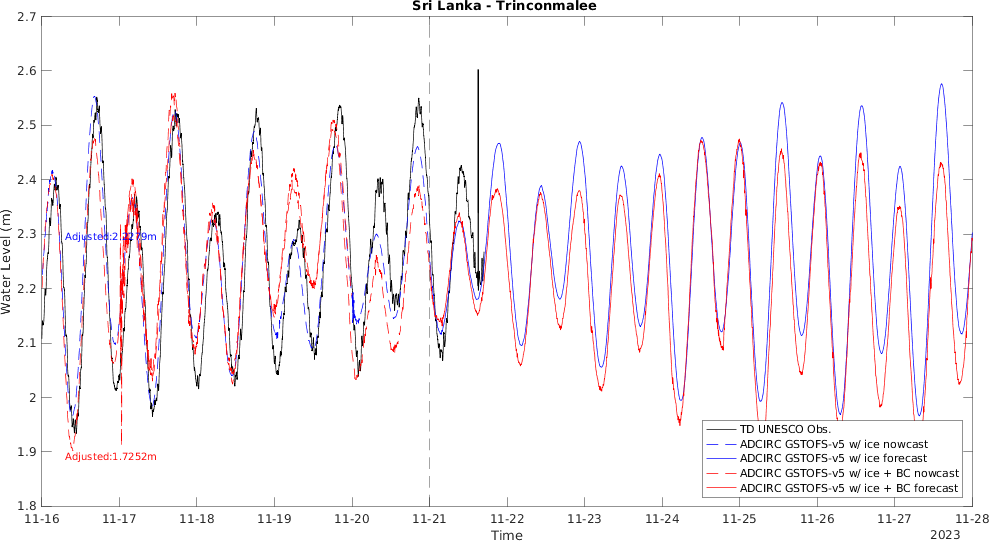 Sri Lanka - Trinconmalee
2.7
2.6
2.5
2.4
2.3
2.2
2.1
2
1.9
1.8
Water Level (m)
Adjusted:1.7252m
TD UNESCO Obs.
ADCIRC GSTOFS-v5 w/ ice nowcast
ADCIRC GSTOFS-v5 w/ ice forecast
ADCIRC GSTOFS-v5 w/ ice + BC nowcast
ADCIRC GSTOFS-v5 w/ ice + BC forecast
11-16 11-17 11-18 11-19 11-20 11-21 11-22 11-23 11-24 11-25 11-26 11-27 11-28
Time
2023